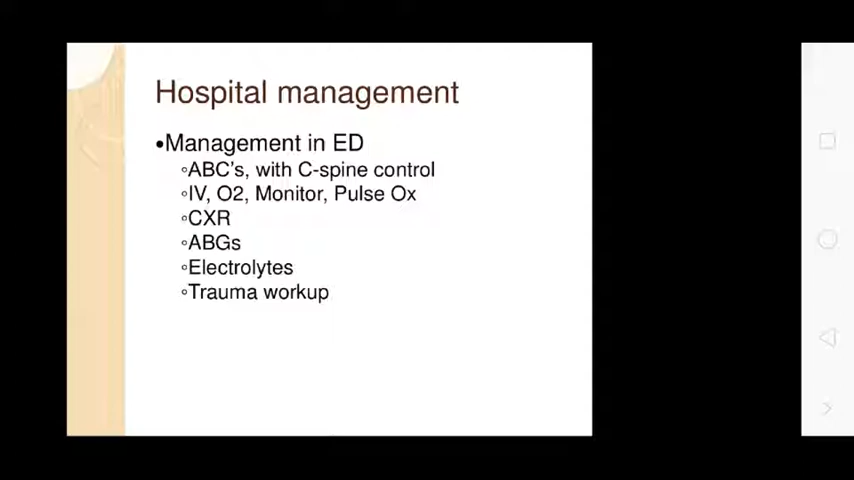 Hospital management
•Management in ED
◦ABC's, with C-spine control
◦IV, O2, Monitor, Pulse Ox
◦CXR
◦ABGs
◦Electrolytes
◦Trauma workup